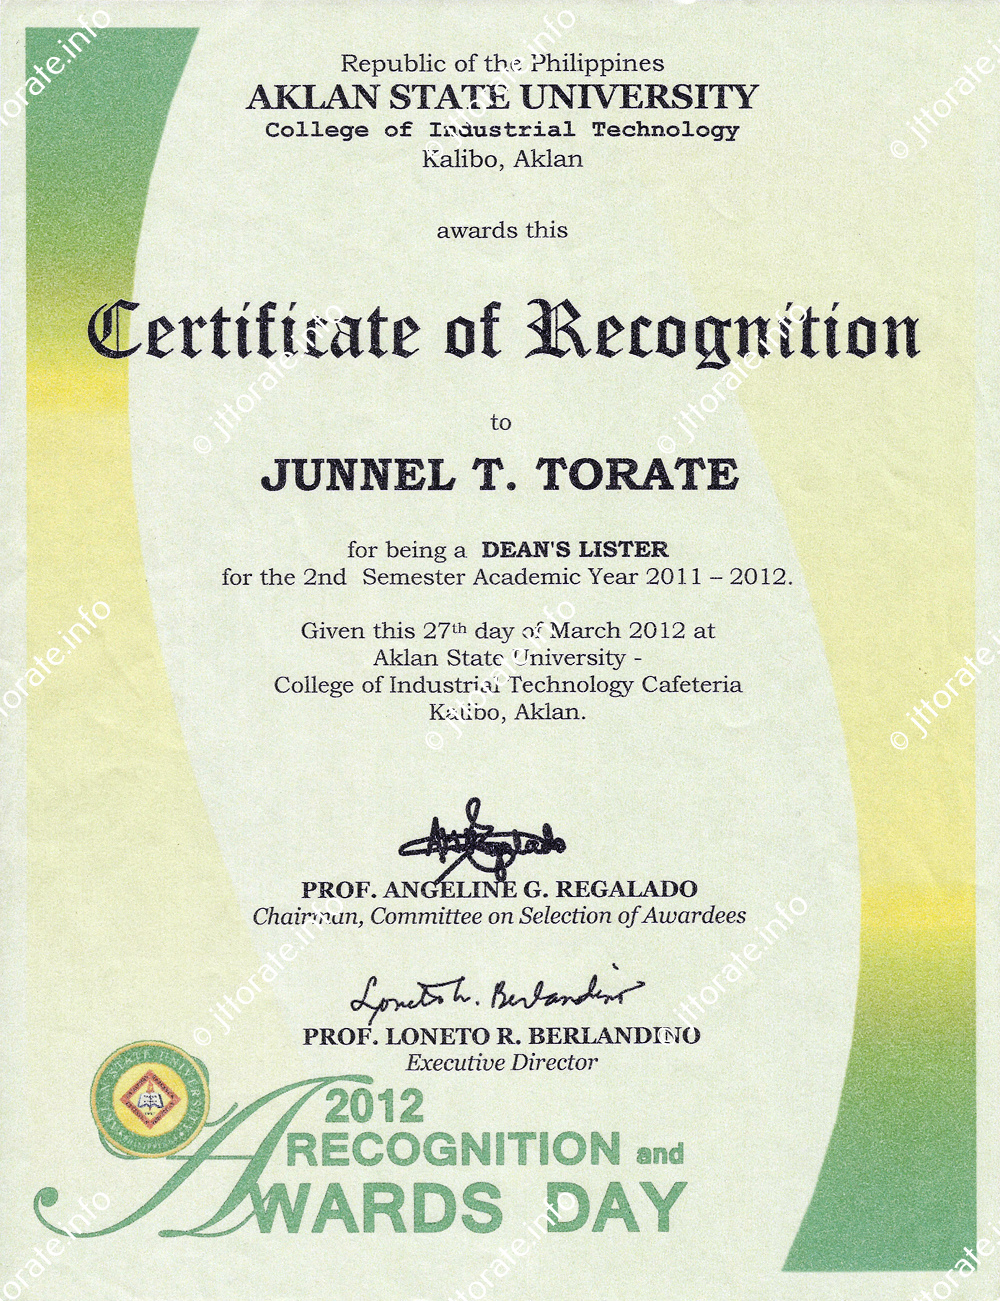 Republic of the Philippines
AKLAN STATE UNIVERSITY
College of Industrial Technology
Kalibo, Aklan
awards this
Certificate of Recognition
to
JUNNEL T. TORATE
for being a DEAN'S LISTER
for the 2nd Semester Academic Year 2011 – 2012.
Given this 27th day of March 2012 at
Aklan State University -
College of Industrial Technology Cafeteria
Kalibo, Aklan.
PROF. ANGELINE G. REGALADO
Chairman, Committee on Selection of Awardees
Loneto R. Berlandino
PROF. LONETO R. BERLANDINO
Executive Director
AKLAN STATE UNIVERSITY
2012
RECOGNITION and
AWARDS DAY
© jttorate.info